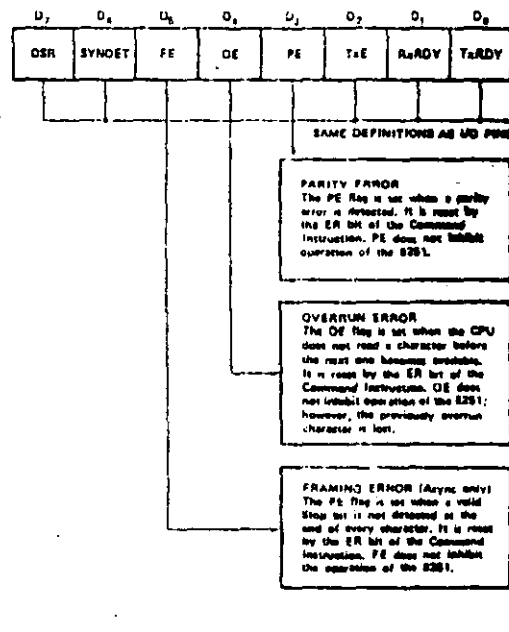 D7 D6 D5 D4 D3 D2 D1 D0
DSR SYNDET FE OE PE TxE RxRDY TxRDY
SAME DEFINITIONS AS I/O PINS
PARITY ERROR
The PE flag is set when a parity
error is detected. It is reset by
the ER bit of the Command
Instruction. PE does not inhibit
operation of the 8251.
OVERRUN ERROR
The OE flag is set when the CPU
does not read a character before
the next one becomes available.
It is reset by the ER bit of the
Command Instruction. OE does
not inhibit operation of the 8251;
however, the previously overrun
character is lost.
FRAMING ERROR (Async only)
The FE flag is set when a valid
Stop bit is not detected at the
end of every character. It is reset
by the ER bit of the Command
Instruction. FE does not inhibit
the operation of the 8251.